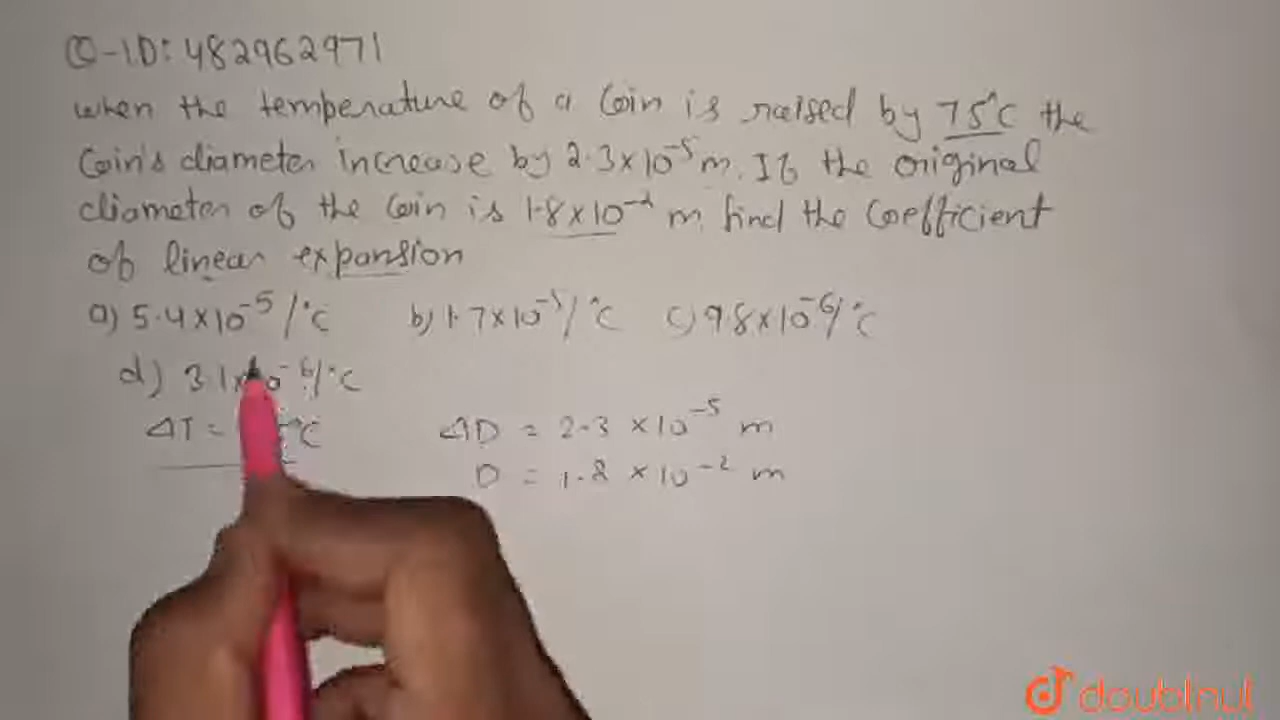 Q-ID: 482962971
when the temperature of a Coin is raised by 75°C the
Coin's diameter increase by 2.3×10⁻⁵ m. If the original
diameter of the Coin is 1.8×10⁻² m find the Coefficient
of linear expansion
a) 5.4×10⁻⁵/°C b) 1.7×10⁻⁵/°C c) 9.8×10⁻⁶/°C
d) 3.1×10⁻⁶/°C
ΔT = °C ΔD = 2.3 ×10⁻⁵ m
D = 1.8 ×10⁻² m
doubtnut